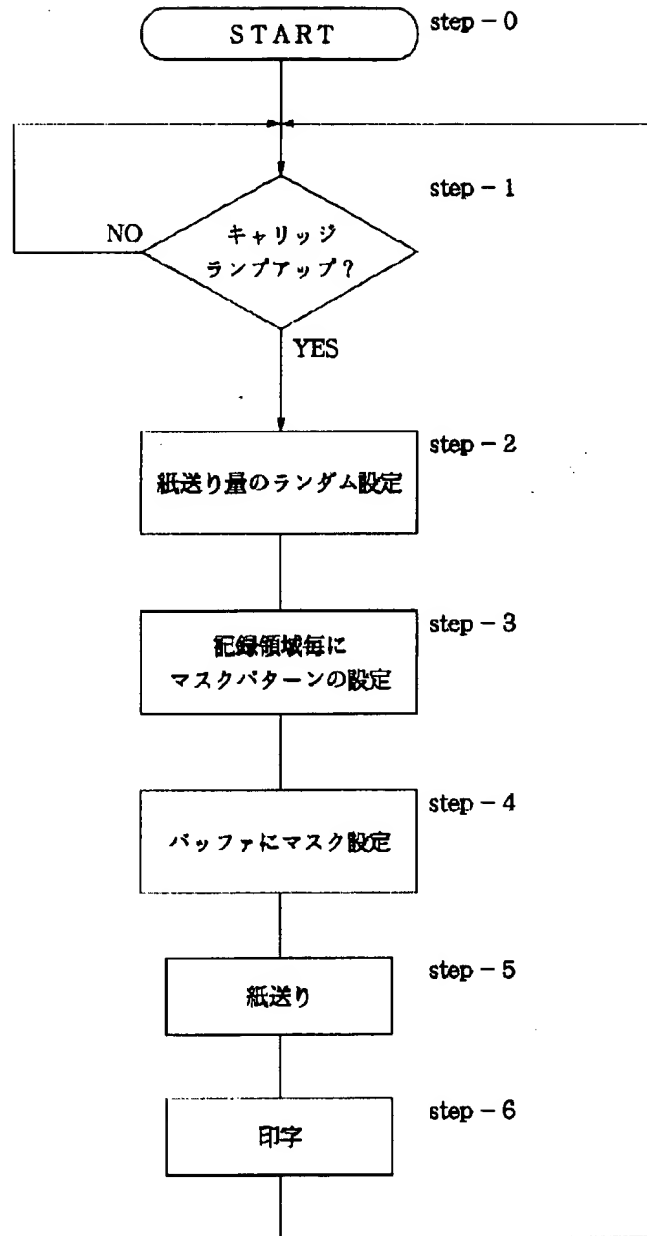 START
step-0
step-1
キャリッジ
ランプアップ?
NO
YES
step-2
紙送り量のランダム設定
step-3
記録領域毎に
マスクパターンの設定
step-4
バッファにマスク設定
step-5
紙送り
step-6
印字